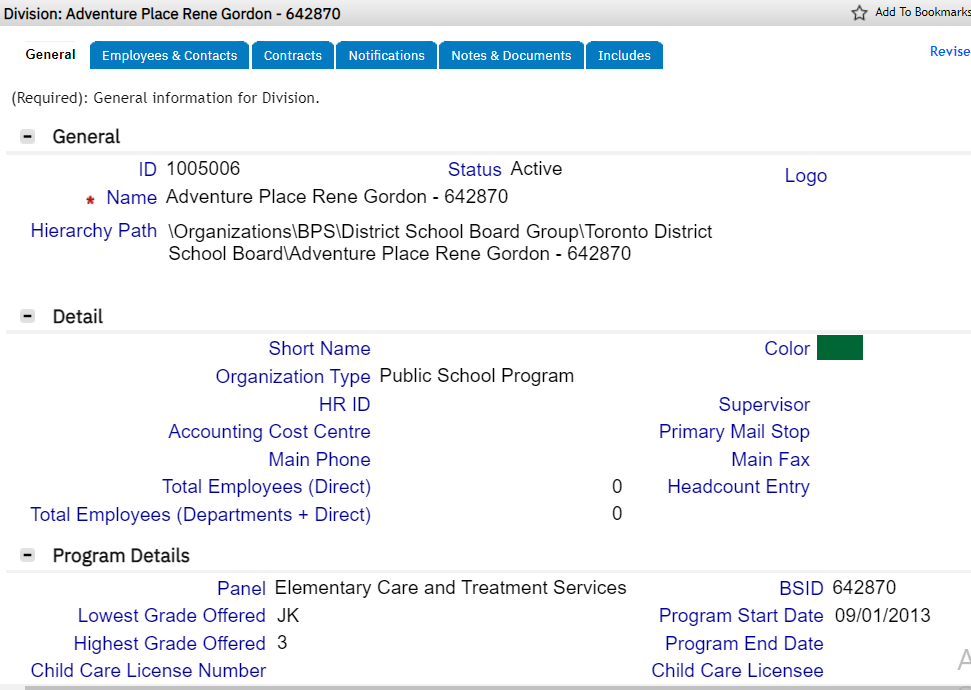 Division: Adventure Place Rene Gordon - 642870 Add To Bookmarks
General Employees & Contacts Contracts Notifications Notes & Documents Includes Revise
(Required): General information for Division.
General
ID 1005006 Status Active Logo
* Name Adventure Place Rene Gordon - 642870
Hierarchy Path \Organizations\BPS\District School Board Group\Toronto District
School Board\Adventure Place Rene Gordon - 642870
Detail
Short Name Color
Organization Type Public School Program
HR ID Supervisor
Accounting Cost Centre Primary Mail Stop
Main Phone Main Fax
Total Employees (Direct) 0 Headcount Entry
Total Employees (Departments + Direct) 0
Program Details
Panel Elementary Care and Treatment Services BSID 642870
Lowest Grade Offered JK Program Start Date 09/01/2013
Highest Grade Offered 3 Program End Date
Child Care License Number Child Care Licensee